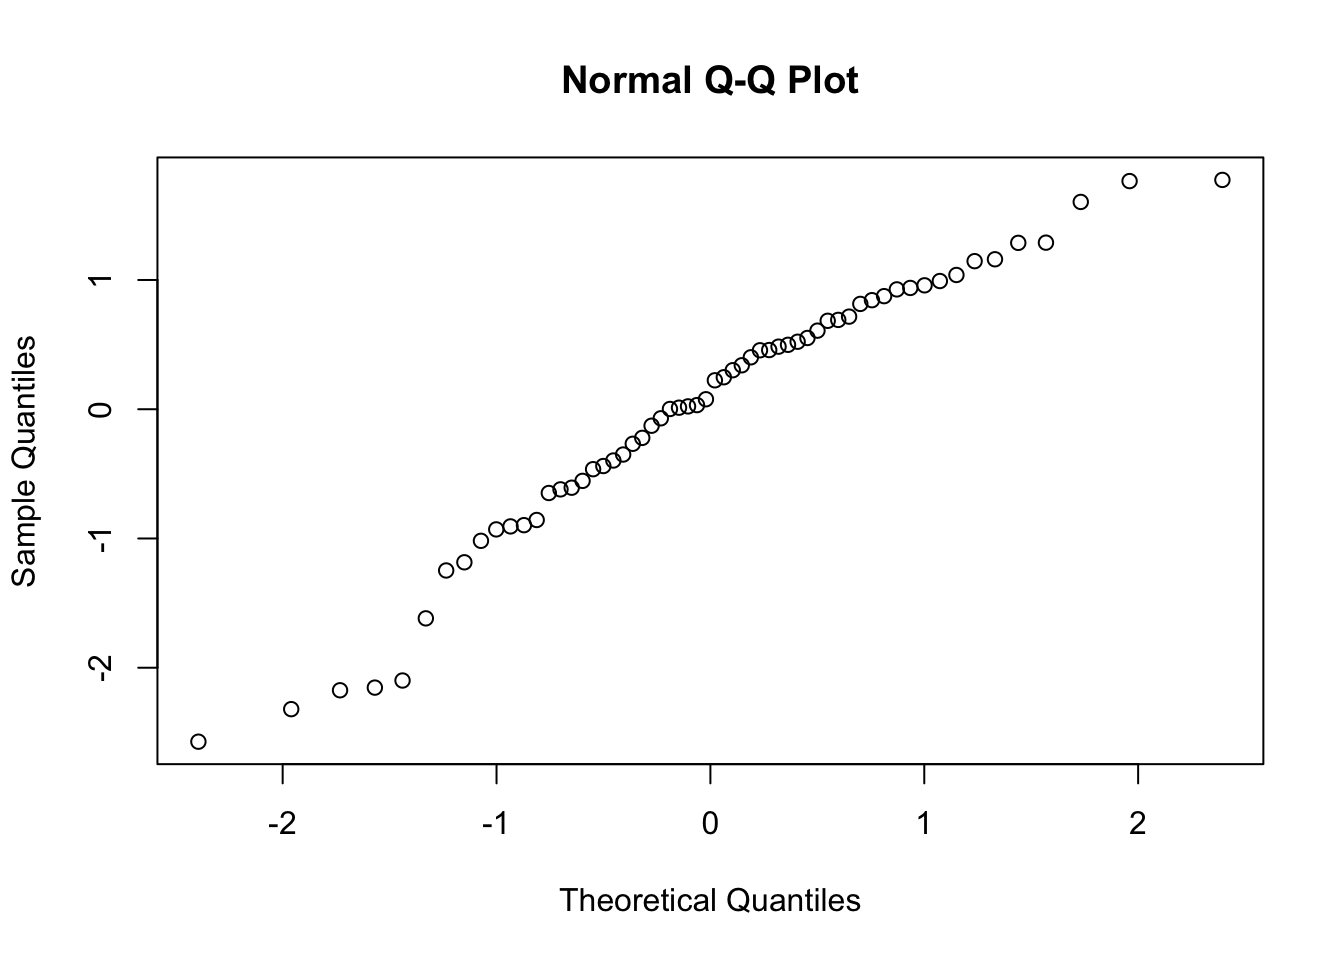 Normal Q-Q Plot
Sample Quantiles
1
0
-1
-2
-2 -1 0 1 2
Theoretical Quantiles